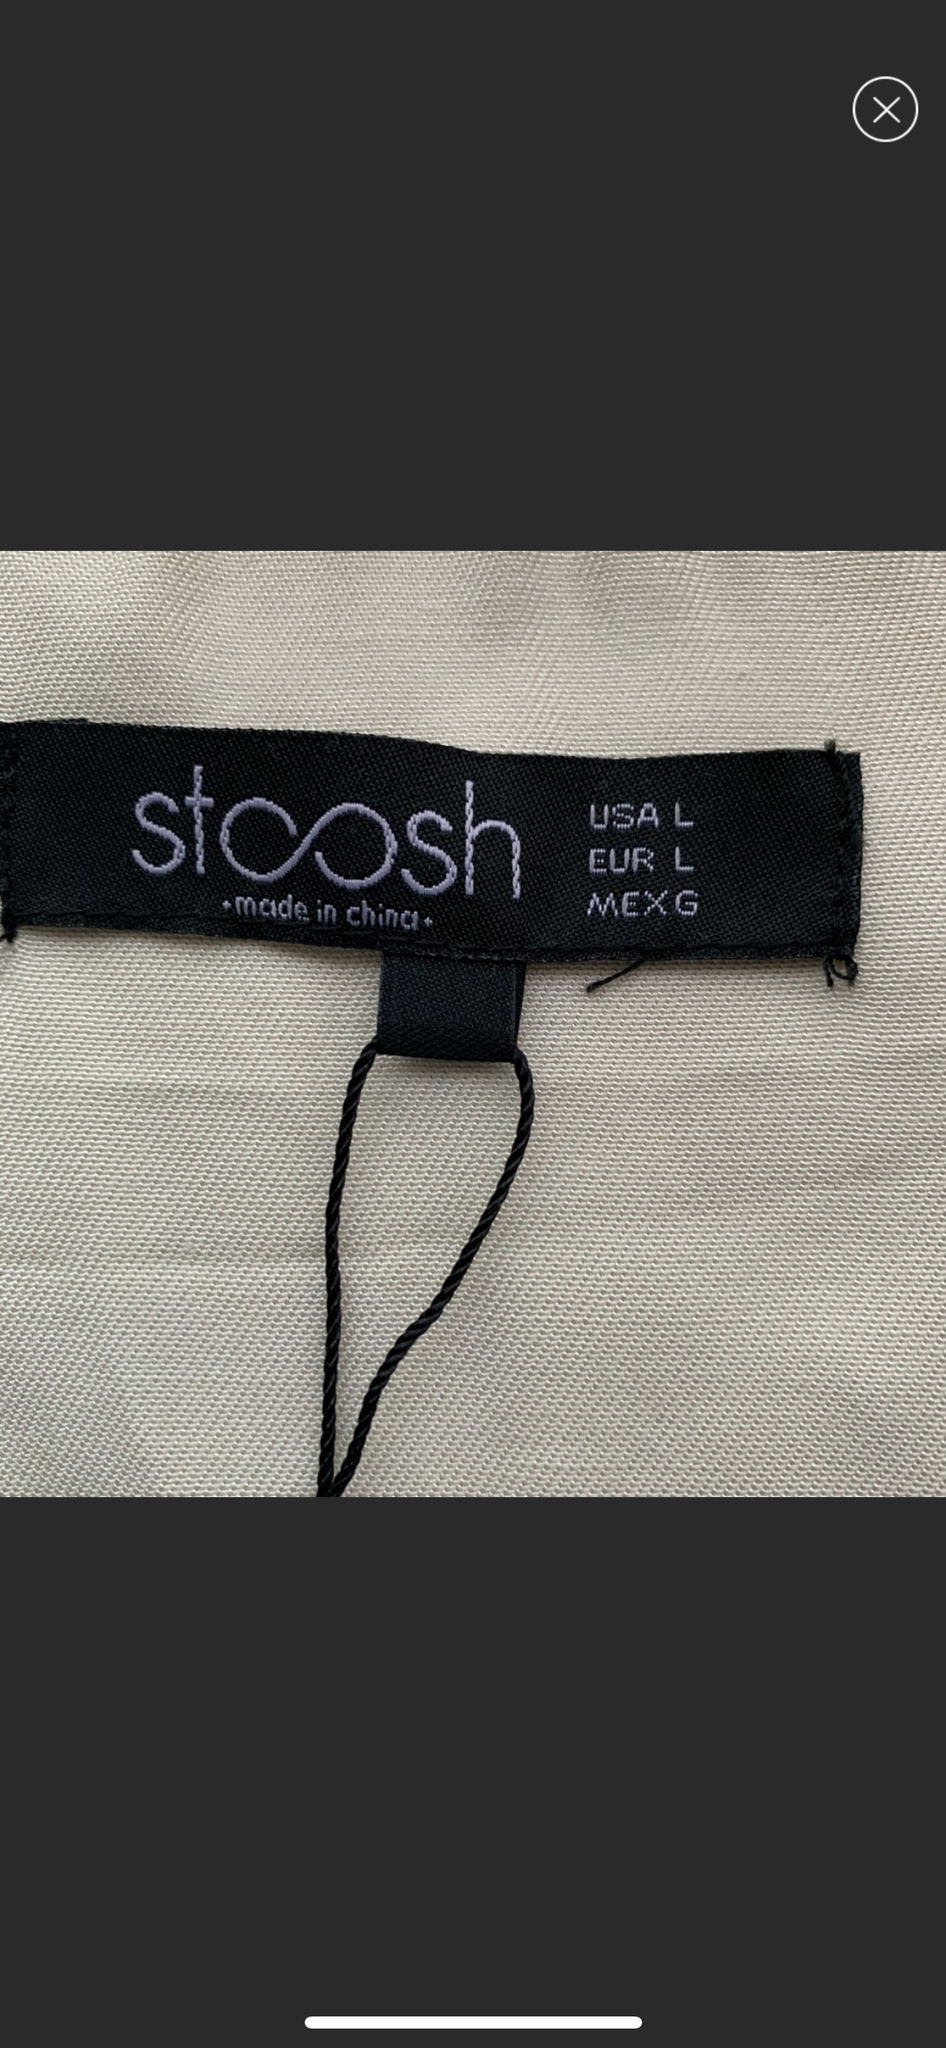 stoosh
•made in china•
USA L
EUR L
MEX G